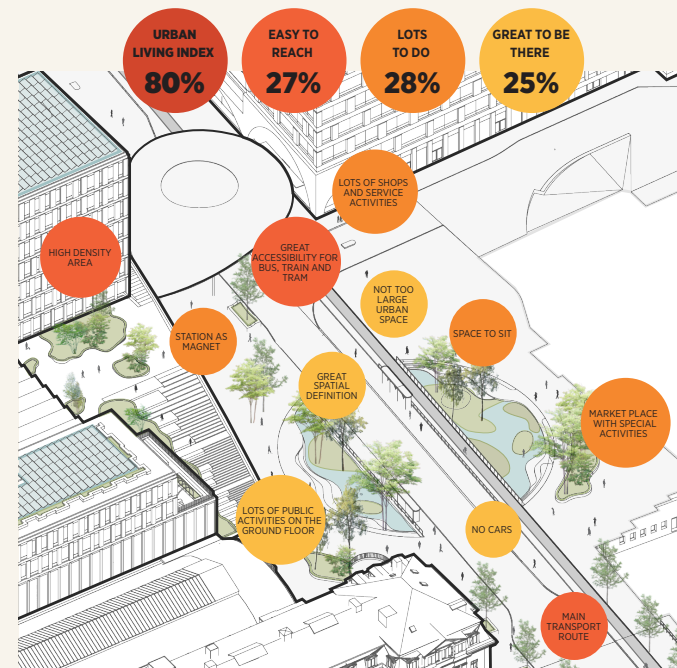 URBAN
LIVING INDEX
80%
EASY TO
REACH
27%
LOTS
TO DO
28%
GREAT TO BE
THERE
25%
LOTS OF SHOPS
AND SERVICE
ACTIVITIES
HIGH DENSITY
AREA
GREAT
ACCESSIBILITY FOR
BUS, TRAIN AND
TRAM
NOT TOO
LARGE
URBAN
SPACE
STATION AS
MAGNET
SPACE TO SIT
GREAT
SPATIAL
DEFINITION
MARKET PLACE
WITH SPECIAL
ACTIVITIES
LOTS OF PUBLIC
ACTIVITIES ON THE
GROUND FLOOR
NO CARS
MAIN
TRANSPORT
ROUTE